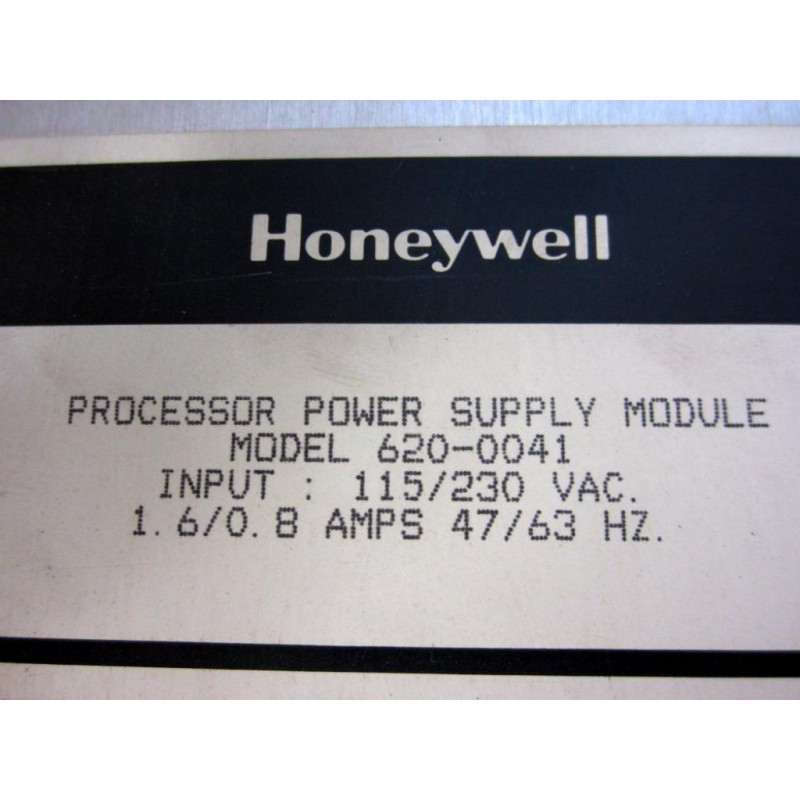 Honeywell
PROCESSOR POWER SUPPLY MODULE
MODEL 620-0041
INPUT : 115/230 VAC.
1.6/0.8 AMPS 47/63 HZ.